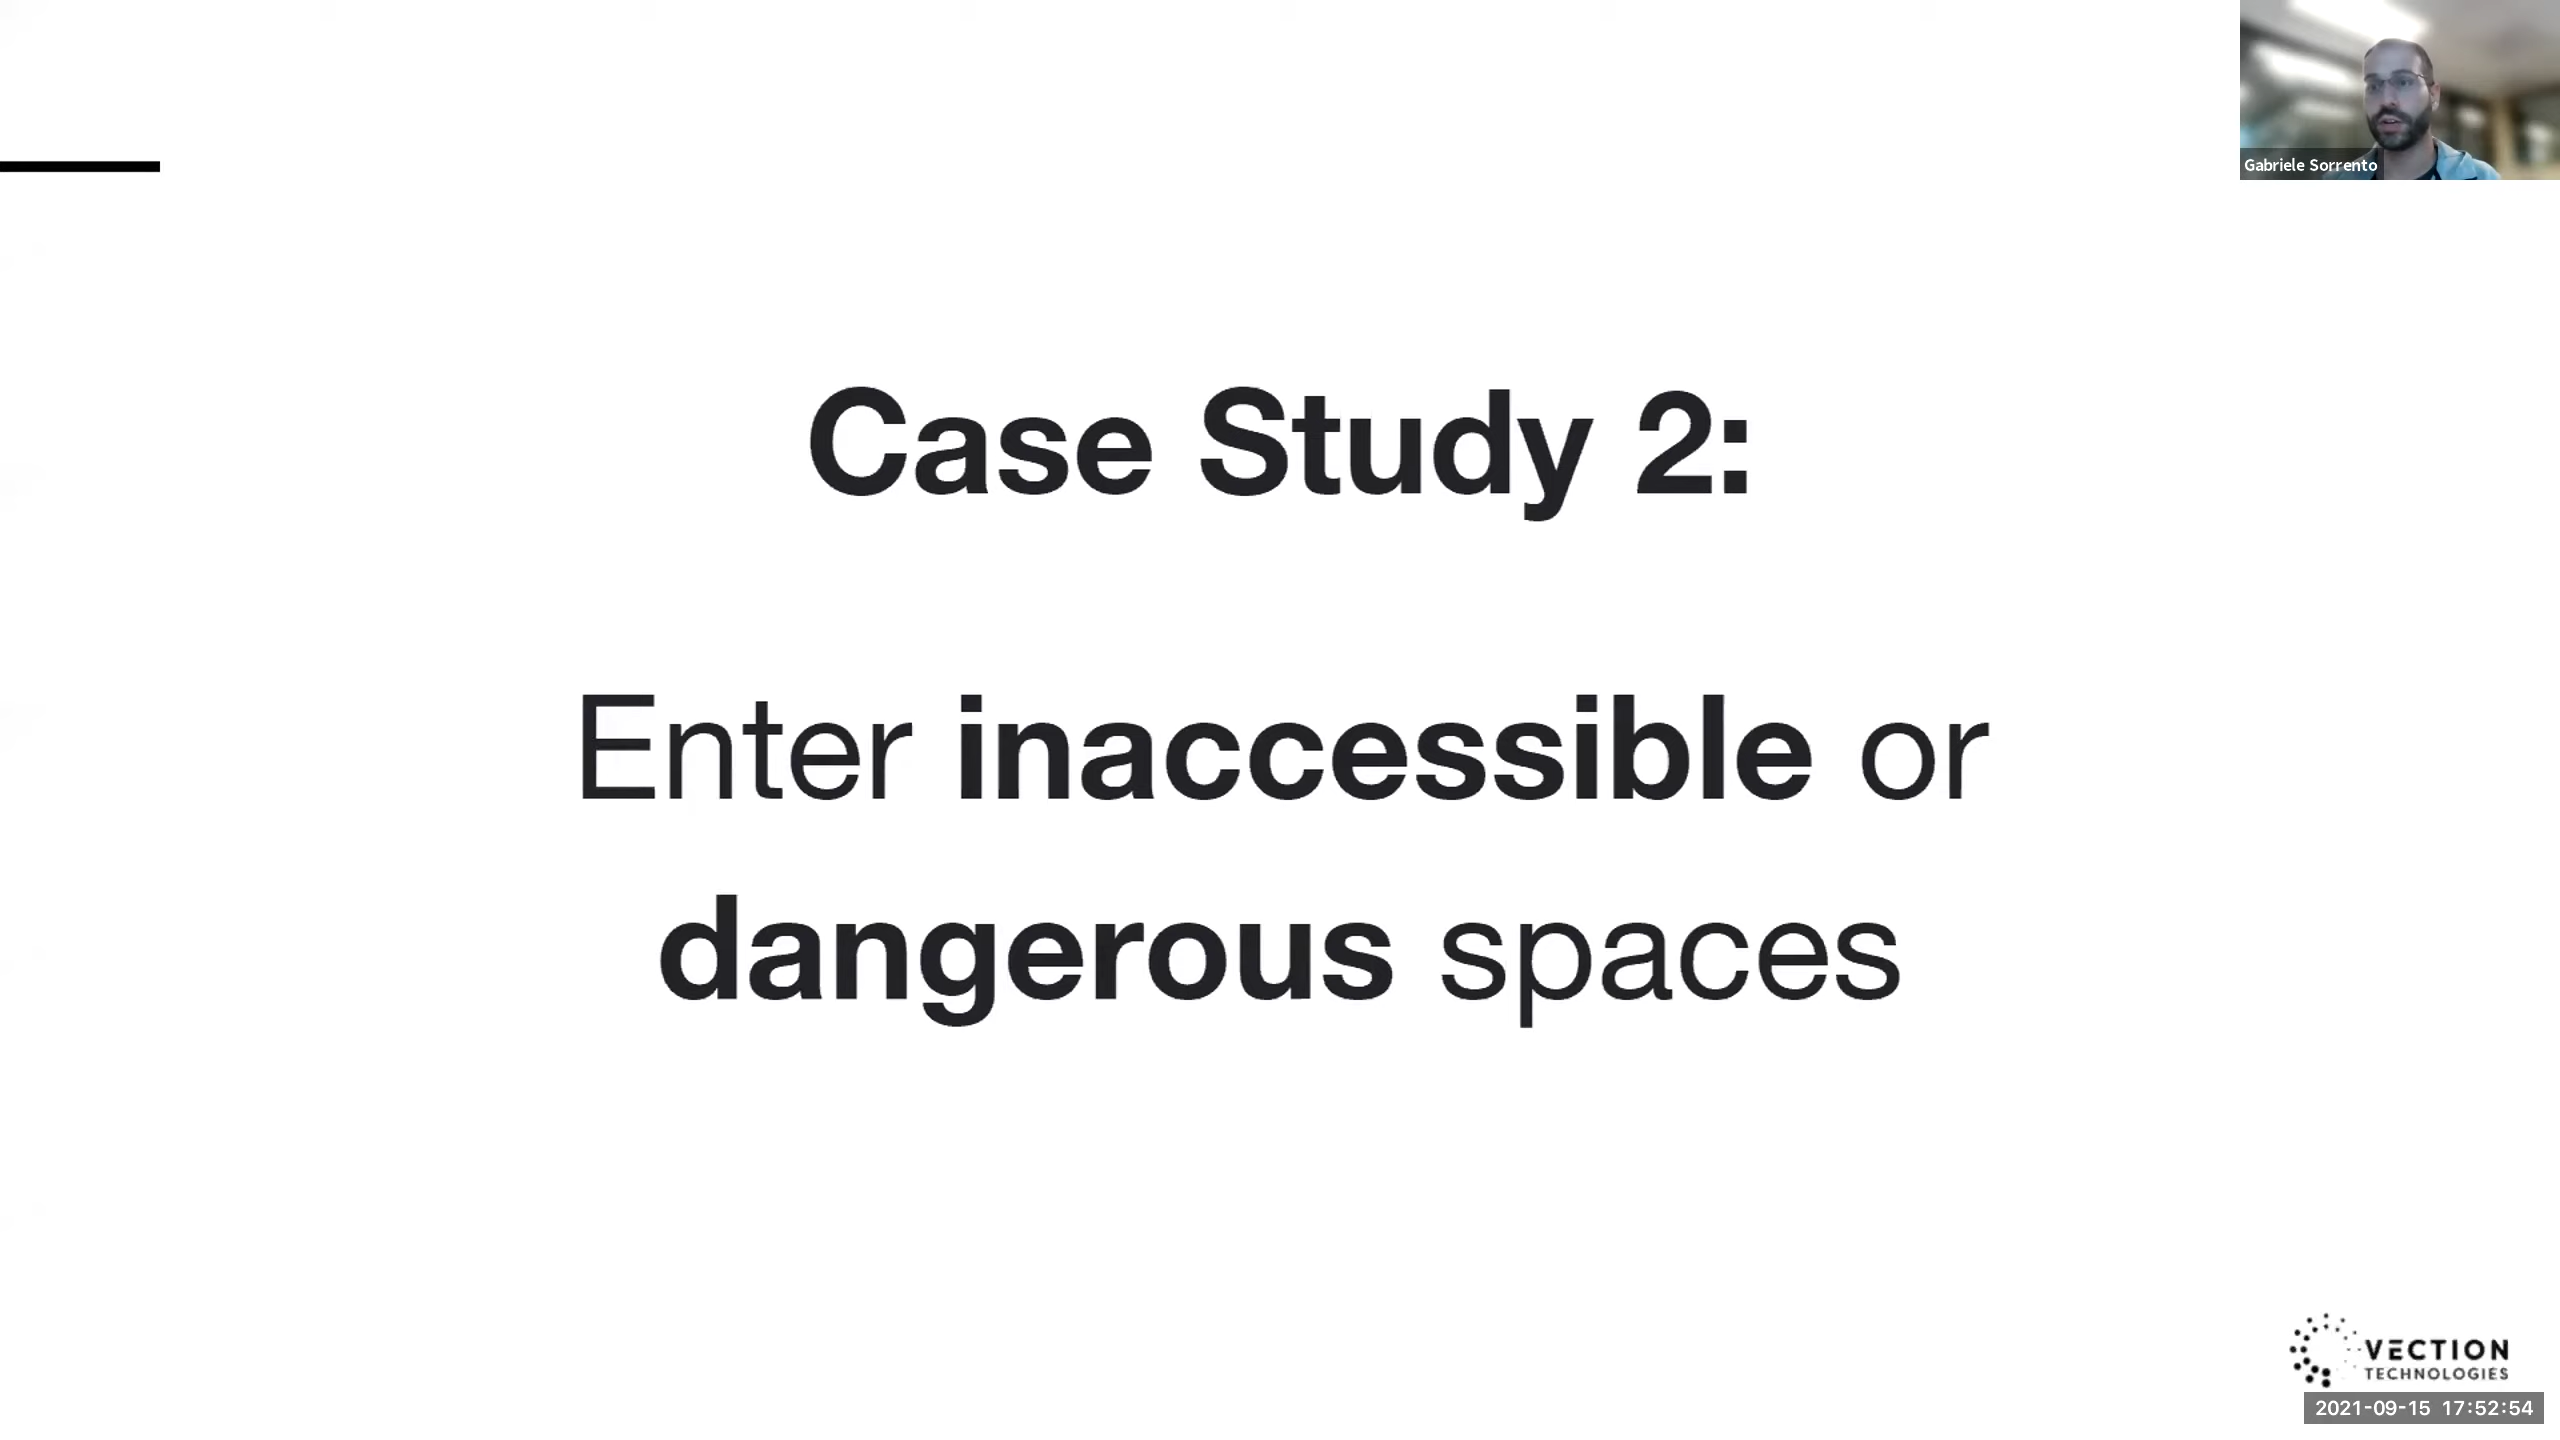 Gabriele Sorrento
Case Study 2:
Enter inaccessible or
dangerous spaces
VECTION
TECHNOLOGIES
2021-09-15 17:52:54